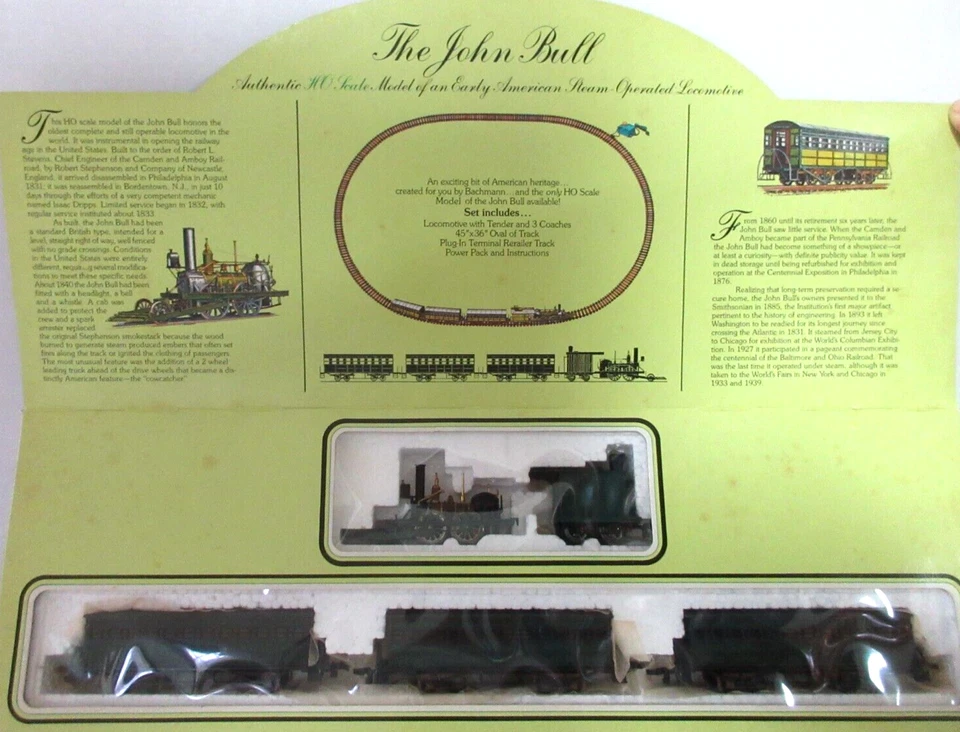 The John Bull
Authentic HO Scale Model of an Early American Steam-Operated Locomotive
This HO scale model of the John Bull honors the
oldest complete and still operable locomotive in the
world. It was instrumental in opening the railway
age in the United States. Built to the order of Robert L.
Stevens, Chief Engineer of the Camden and Amboy Rail-
road, by Robert Stephenson and Company of Newcastle,
England, it arrived disassembled in Philadelphia in August
1831; it was reassembled in Bordentown, N.J., in just 10
days through the efforts of a very competent mechanic
named Isaac Dripps. Limited service began in 1832, with
regular service instituted about 1833.
As built, the John Bull had been
a standard British type, intended for a
level, straight right of way, well fenced
with no grade crossings. Conditions
in the United States were entirely
different, requiring several modifica-
tions to meet these specific needs.
About 1840 the John Bull had been
fitted with a headlight, a bell
and a whistle. A cab was
added to protect the
crew and a spark
arrester replaced
the original Stephenson smokestack because the wood
burned to generate steam produced embers that often set
fires along the track or ignited the clothing of passengers.
The most unusual feature was the addition of a 2 wheel
leading truck ahead of the drive wheels that became a dis-
tinctly American feature—the "cowcatcher"
An exciting bit of American heritage...
created for you by Bachmann...and the only HO Scale
Model of the John Bull available!
Set includes...
Locomotive with Tender and 3 Coaches
45"x36" Oval of Track
Plug-In Terminal Rerailer Track
Power Pack and Instructions
From 1860 until its retirement six years later, the
John Bull saw little service. When the Camden and
Amboy became part of the Pennsylvania Railroad
the John Bull had become something of a showpiece—or
at least a curiosity—with definite publicity value. It was kept
in dead storage until being refurbished for exhibition and
operation at the Centennial Exposition in Philadelphia in
1876.
Realizing that long-term preservation required a se-
cure home, the John Bull's owners presented it to the
Smithsonian in 1885, the Institution's first major artifact
pertinent to the history of engineering. In 1893 it left
Washington to be readied for its longest journey since
crossing the Atlantic in 1831. It steamed from Jersey City
to Chicago for exhibition at the World's Columbian Exhibi-
tion. In 1927 it participated in a pageant commemorating
the centennial of the Baltimore and Ohio Railroad. That
was the last time it operated under steam, although it was
taken to the World's Fairs in New York and Chicago in
1933 and 1939.